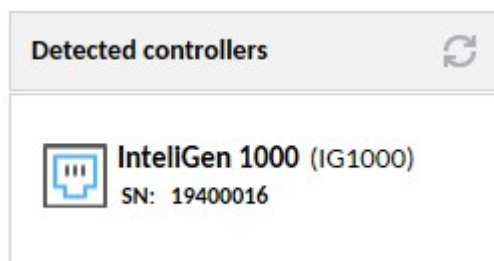 Detected controllers
InteliGen 1000 (IG1000)
SN: 19400016